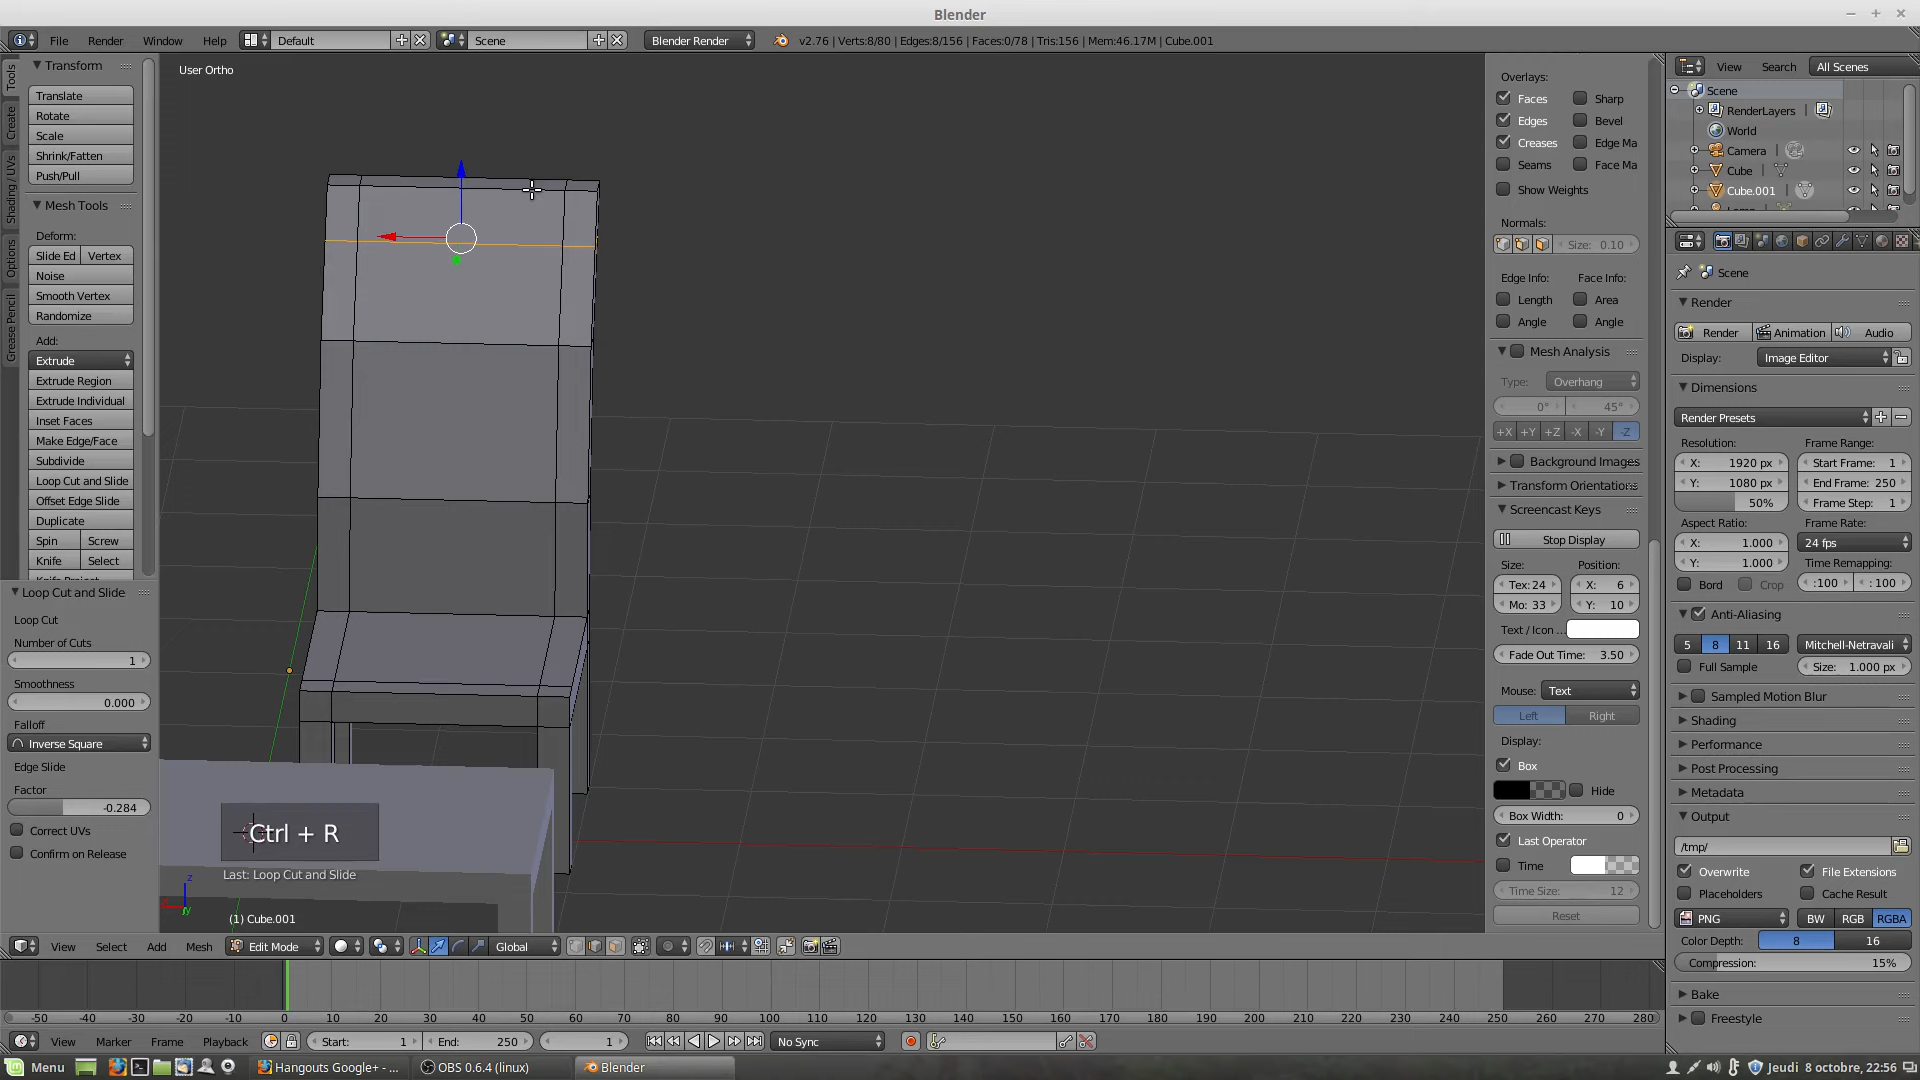 Blender
File Render Window Help Default Scene Blender Render v2.76 | Verts:8/80 | Edges:8/156 | Faces:0/78 | Tris:156 | Mem:46.17M | Cube.001
Tools
Create
Shading / UVs
Options
Grease Pencil
Transform
Translate
Rotate
Scale
Shrink/Fatten
Push/Pull
Mesh Tools
Deform:
Slide Ed Vertex
Noise
Smooth Vertex
Randomize
Add:
Extrude
Extrude Region
Extrude Individual
Inset Faces
Make Edge/Face
Subdivide
Loop Cut and Slide
Offset Edge Slide
Duplicate
Spin Screw
Knife Select
Knife Project
Loop Cut and Slide
Loop Cut
Number of Cuts
1
Smoothness
0.000
Falloff
Inverse Square
Edge Slide
Factor
-0.284
Correct UVs
Confirm on Release
User Ortho
Ctrl + R
Last: Loop Cut and Slide
(1) Cube.001
Overlays:
Faces Sharp
Edges Bevel
Creases Edge Ma
Seams Face Ma
Show Weights
Normals:
Size: 0.10
Edge Info: Face Info:
Length Area
Angle Angle
Mesh Analysis
Type: Overhang
0° 45°
+X +Y +Z -X -Y -Z
Background Images
Transform Orientations
Screencast Keys
Stop Display
Size: Position:
Tex: 24 X: 6
Mo: 33 Y: 10
Text / Icon ...
Fade Out Time: 3.50
Mouse: Text
Left Right
Display:
Box
Hide
Box Width: 0
Last Operator
Time
Time Size: 12
Reset
View Search All Scenes
Scene
RenderLayers
World
Camera
Cube
Cube.001
Scene
Render
Render Animation Audio
Display: Image Editor
Dimensions
Render Presets
Resolution: Frame Range:
X: 1920 px Start Frame: 1
Y: 1080 px End Frame: 250
50% Frame Step: 1
Aspect Ratio: Frame Rate:
X: 1.000 24 fps
Y: 1.000 Time Remapping:
Bord Crop :100 : 100
Anti-Aliasing
5 8 11 16 Mitchell-Netravali
Full Sample Size: 1.000 px
Sampled Motion Blur
Shading
Performance
Post Processing
Metadata
Output
/tmp/
Overwrite File Extensions
Placeholders Cache Result
PNG BW RGB RGBA
Color Depth: 8 16
Compression: 15%
Bake
Freestyle
View Select Add Mesh Edit Mode Global
-50 -40 -30 -20 -10 0 10 20 30 40 50 60 70 80 90 100 110 120 130 140 150 160 170 180 190 200 210 220 230 240 250 260 270 280
View Marker Frame Playback Start: 1 End: 250 1 No Sync
Menu Hangouts Google+ - ... OBS 0.6.4 (linux) Blender Jeudi 8 octobre, 22:56